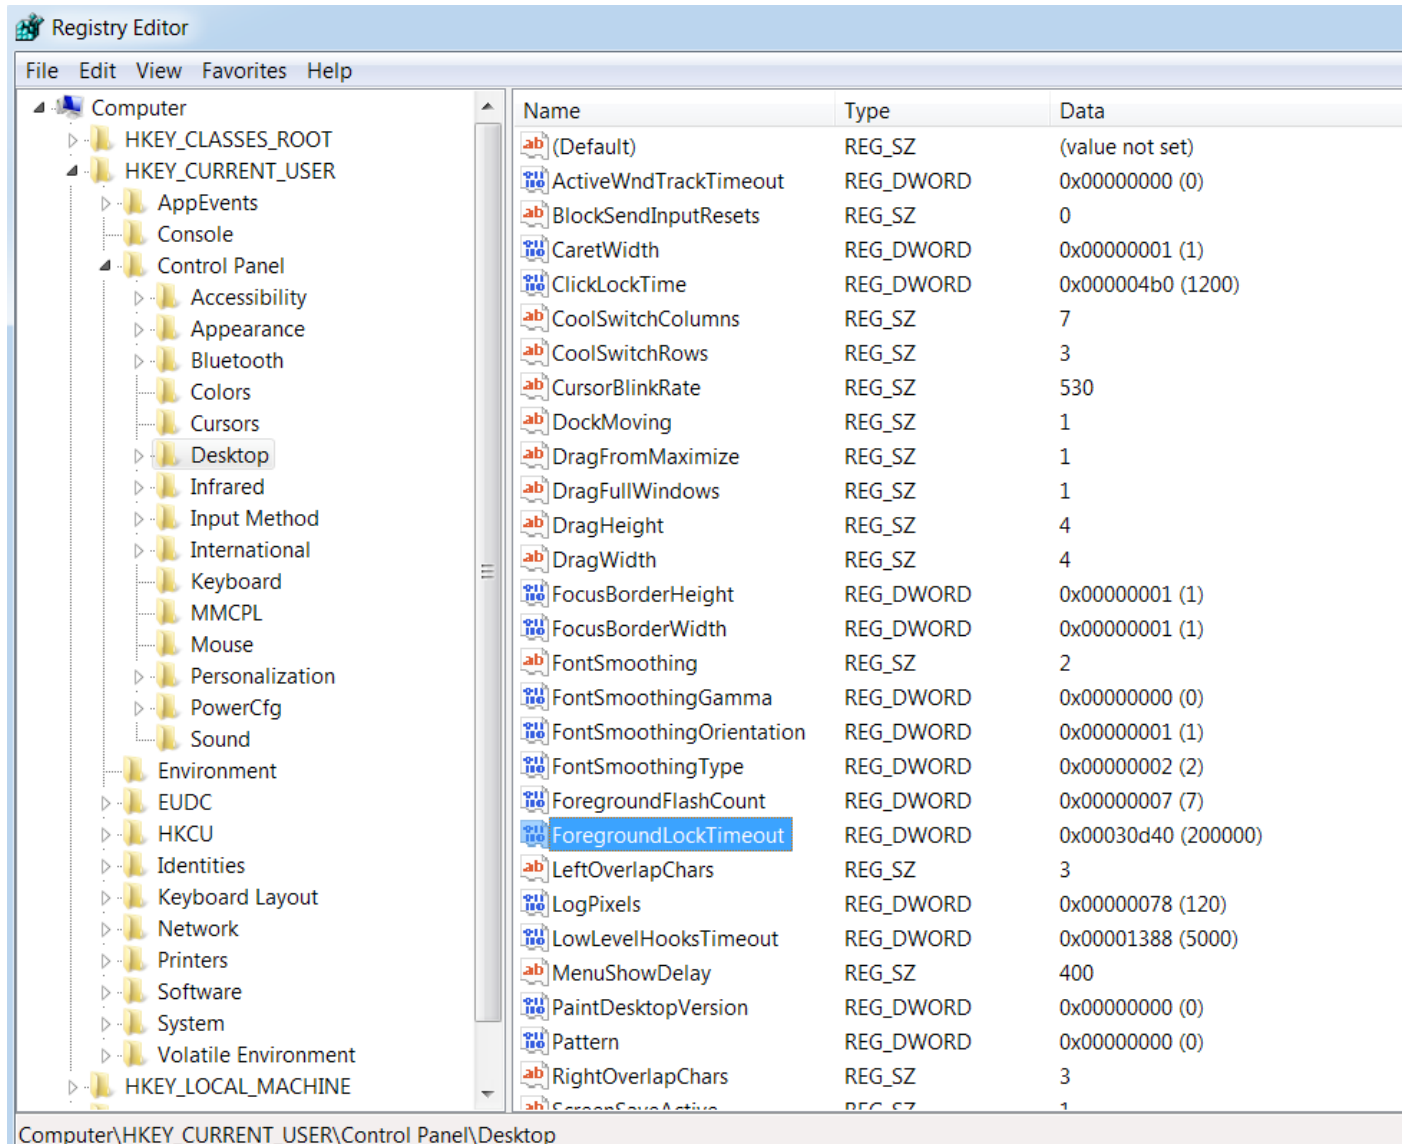 Registry Editor
File Edit View Favorites Help
Computer
HKEY_CLASSES_ROOT
HKEY_CURRENT_USER
AppEvents
Console
Control Panel
Accessibility
Appearance
Bluetooth
Colors
Cursors
Desktop
Infrared
Input Method
International
Keyboard
MMCPL
Mouse
Personalization
PowerCfg
Sound
Environment
EUDC
HKCU
Identities
Keyboard Layout
Network
Printers
Software
System
Volatile Environment
HKEY_LOCAL_MACHINE
Name Type Data
(Default) REG_SZ (value not set)
ActiveWndTrackTimeout REG_DWORD 0x00000000 (0)
BlockSendInputResets REG_SZ 0
CaretWidth REG_DWORD 0x00000001 (1)
ClickLockTime REG_DWORD 0x000004b0 (1200)
CoolSwitchColumns REG_SZ 7
CoolSwitchRows REG_SZ 3
CursorBlinkRate REG_SZ 530
DockMoving REG_SZ 1
DragFromMaximize REG_SZ 1
DragFullWindows REG_SZ 1
DragHeight REG_SZ 4
DragWidth REG_SZ 4
FocusBorderHeight REG_DWORD 0x00000001 (1)
FocusBorderWidth REG_DWORD 0x00000001 (1)
FontSmoothing REG_SZ 2
FontSmoothingGamma REG_DWORD 0x00000000 (0)
FontSmoothingOrientation REG_DWORD 0x00000001 (1)
FontSmoothingType REG_DWORD 0x00000002 (2)
ForegroundFlashCount REG_DWORD 0x00000007 (7)
ForegroundLockTimeout REG_DWORD 0x00030d40 (200000)
LeftOverlapChars REG_SZ 3
LogPixels REG_DWORD 0x00000078 (120)
LowLevelHooksTimeout REG_DWORD 0x00001388 (5000)
MenuShowDelay REG_SZ 400
PaintDesktopVersion REG_DWORD 0x00000000 (0)
Pattern REG_DWORD 0x00000000 (0)
RightOverlapChars REG_SZ 3
ScreenSaveActive REG_SZ 1
Computer\HKEY_CURRENT_USER\Control Panel\Desktop